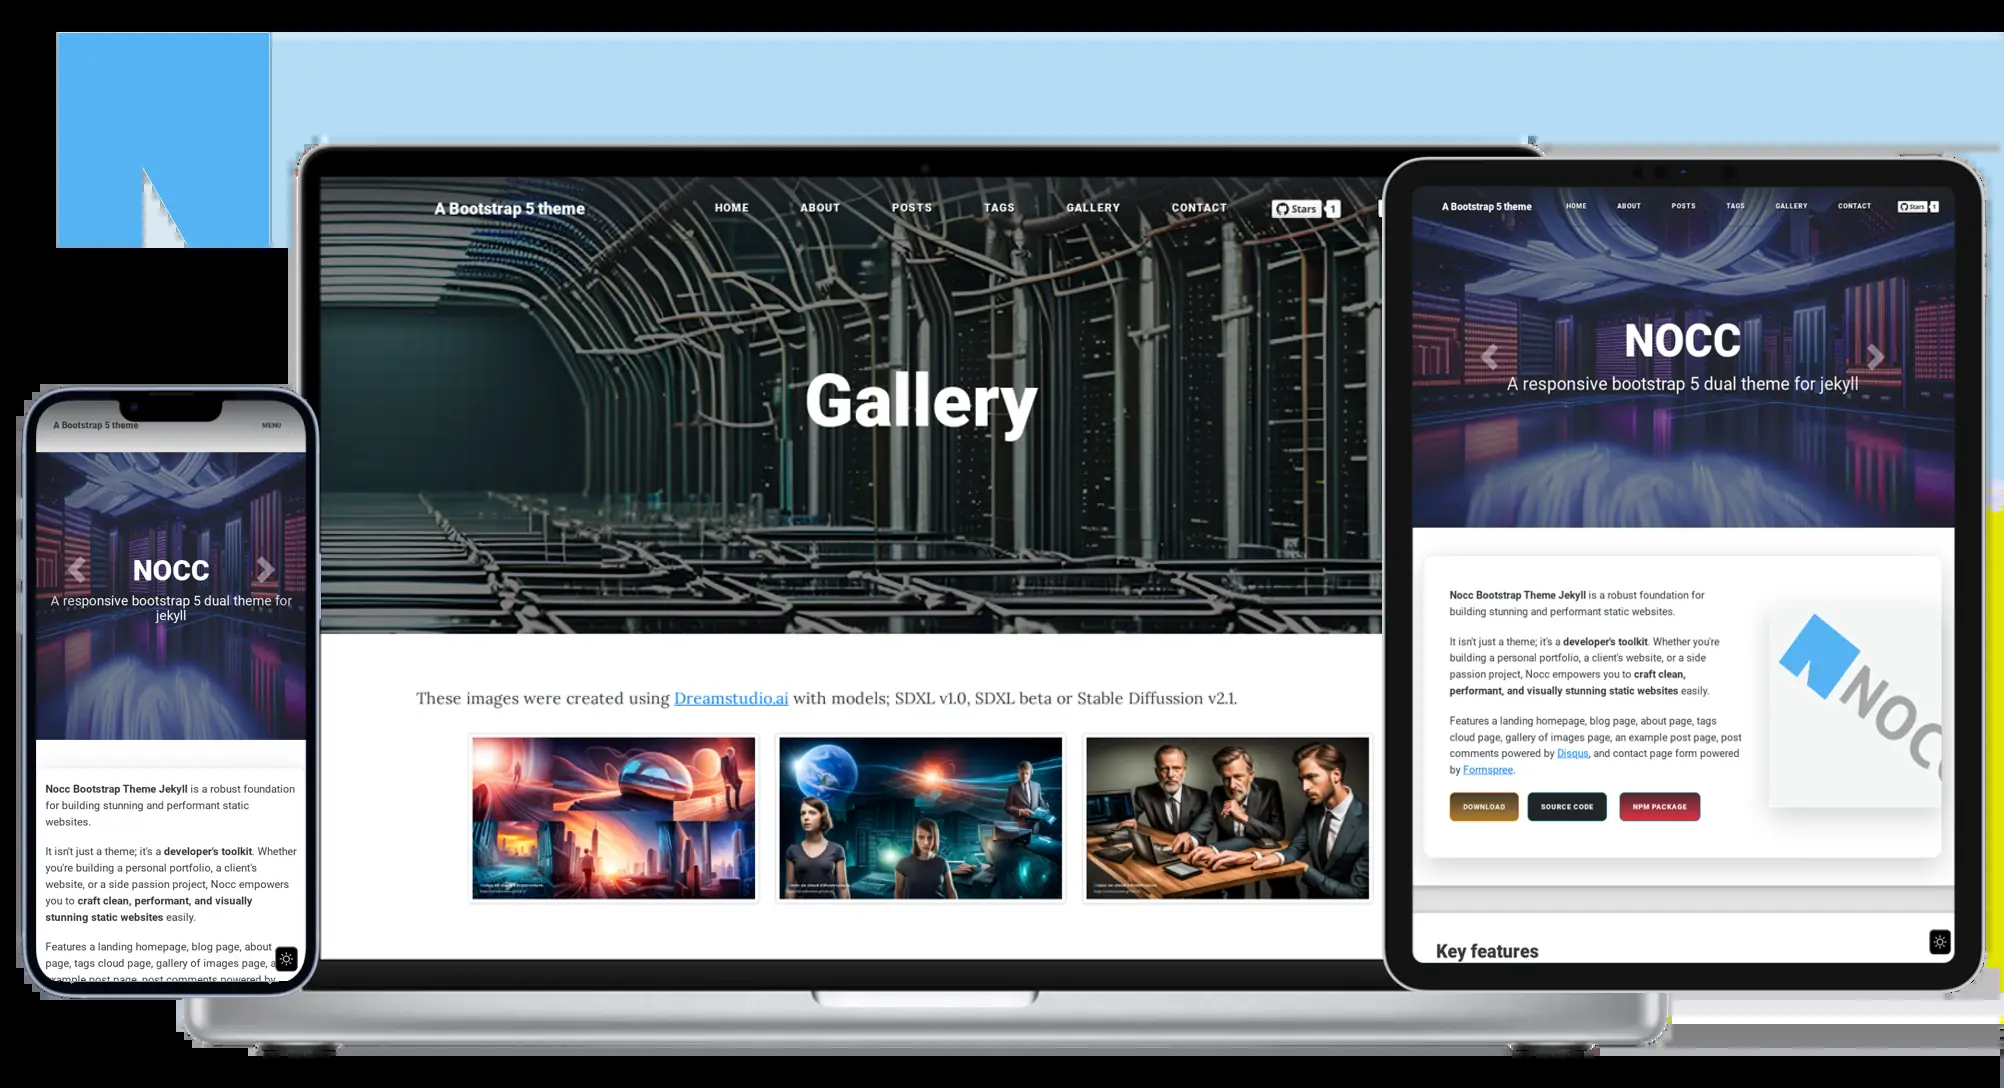 A Bootstrap 5 theme
HOME ABOUT POSTS TAGS GALLERY CONTACT Stars 1
Gallery
These images were created using Dreamstudio.ai with models; SDXL v1.0, SDXL beta or Stable Diffussion v2.1.
A Bootstrap 5 theme MENU
NOCC
A responsive bootstrap 5 dual theme for
jekyll
Nocc Bootstrap Theme Jekyll is a robust foundation
for building stunning and performant static
websites.
It isn't just a theme; it's a developer's toolkit. Whether
you're building a personal portfolio, a client's
website, or a side passion project, Nocc empowers
you to craft clean, performant, and visually
stunning static websites easily.
Features a landing homepage, blog page, about
page, tags cloud page, gallery of images page, a
example post page, post comments powered by
A Bootstrap 5 theme HOME ABOUT POSTS TAGS GALLERY CONTACT Stars 1
NOCC
A responsive bootstrap 5 dual theme for jekyll
Nocc Bootstrap Theme Jekyll is a robust foundation for
building stunning and performant static websites.
It isn't just a theme; it's a developer's toolkit. Whether you're
building a personal portfolio, a client's website, or a side
passion project, Nocc empowers you to craft clean,
performant, and visually stunning static websites easily.
Features a landing homepage, blog page, about page, tags
cloud page, gallery of images page, an example post page, post
comments powered by Disqus, and contact page form powered
by Formspree.
DOWNLOAD SOURCE CODE NPM PACKAGE
NOCC
Key features